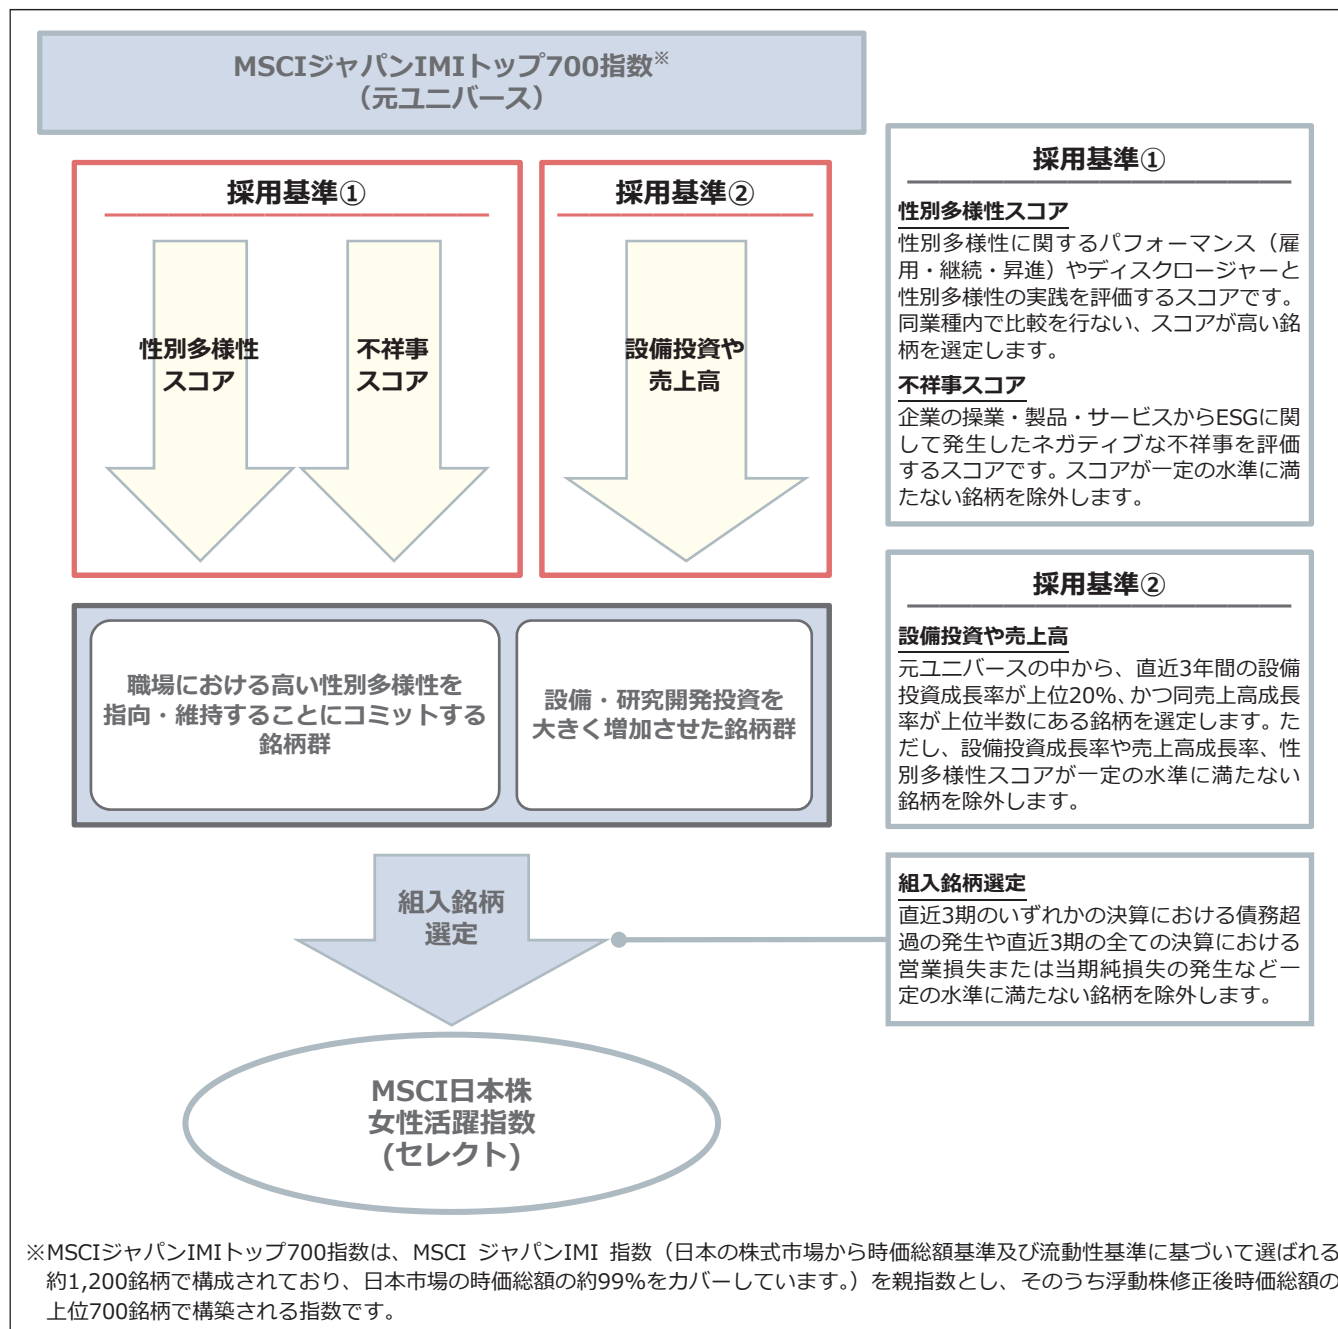 MSCIジャパンIMIトップ700指数※
（元ユニバース）
採用基準①
採用基準②
性別多様性
スコア
不祥事
スコア
設備投資や
売上高
職場における高い性別多様性を
指向・維持することにコミットする
銘柄群
設備・研究開発投資を
大きく増加させた銘柄群
組入銘柄
選定
MSCI日本株
女性活躍指数
(セレクト)
採用基準①
性別多様性スコア
性別多様性に関するパフォーマンス（雇
用・継続・昇進）やディスクロージャーと
性別多様性の実践を評価するスコアです。
同業種内で比較を行ない、スコアが高い銘
柄を選定します。
不祥事スコア
企業の操業・製品・サービスからESGに関
して発生したネガティブな不祥事を評価
するスコアです。スコアが一定の水準に満
たない銘柄を除外します。
採用基準②
設備投資や売上高
元ユニバースの中から、直近3年間の設備
投資成長率が上位20%、かつ同売上高成長
率が上位半数にある銘柄を選定します。た
だし、設備投資成長率や売上高成長率、性
別多様性スコアが一定の水準に満たない
銘柄を除外します。
組入銘柄選定
直近3期のいずれかの決算における債務超
過の発生や直近3期の全ての決算における
営業損失または当期純損失の発生など一
定の水準に満たない銘柄を除外します。
※MSCIジャパンIMIトップ700指数は、MSCI ジャパンIMI 指数（日本の株式市場から時価総額基準及び流動性基準に基づいて選ばれる
約1,200銘柄で構成されており、日本市場の時価総額の約99%をカバーしています。）を親指数とし、そのうち浮動株修正後時価総額の
上位700銘柄で構築される指数です。